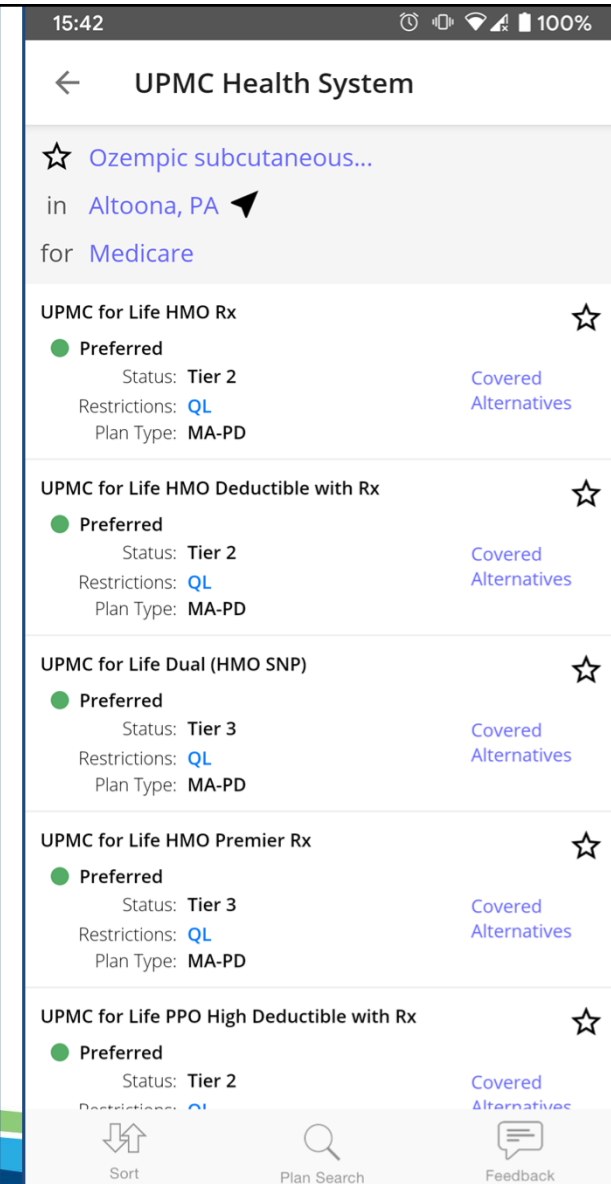 15:42 100%
UPMC Health System
Ozempic subcutaneous...
in Altoona, PA
for Medicare
UPMC for Life HMO Rx
Preferred
Status: Tier 2
Covered
Restrictions: QL
Alternatives
Plan Type: MA-PD
UPMC for Life HMO Deductible with Rx
Preferred
Status: Tier 2
Covered
Restrictions: QL
Alternatives
Plan Type: MA-PD
UPMC for Life Dual (HMO SNP)
Preferred
Status: Tier 3
Covered
Restrictions: QL
Alternatives
Plan Type: MA-PD
UPMC for Life HMO Premier Rx
Preferred
Status: Tier 3
Covered
Restrictions: QL
Alternatives
Plan Type: MA-PD
UPMC for Life PPO High Deductible with Rx
Preferred
Status: Tier 2
Covered
Restrictions: QL
Alternatives
Sort
Plan Search
Feedback